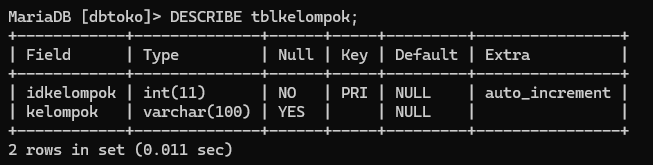 MariaDB [dbtoko]> DESCRIBE tblkelompok;
+------------+--------------+------+-----+---------+----------------+
| Field      | Type         | Null | Key | Default | Extra          |
+------------+--------------+------+-----+---------+----------------+
| idkelompok | int(11)      | NO   | PRI | NULL    | auto_increment |
| kelompok   | varchar(100) | YES  |     | NULL    |                |
+------------+--------------+------+-----+---------+----------------+
2 rows in set (0.011 sec)